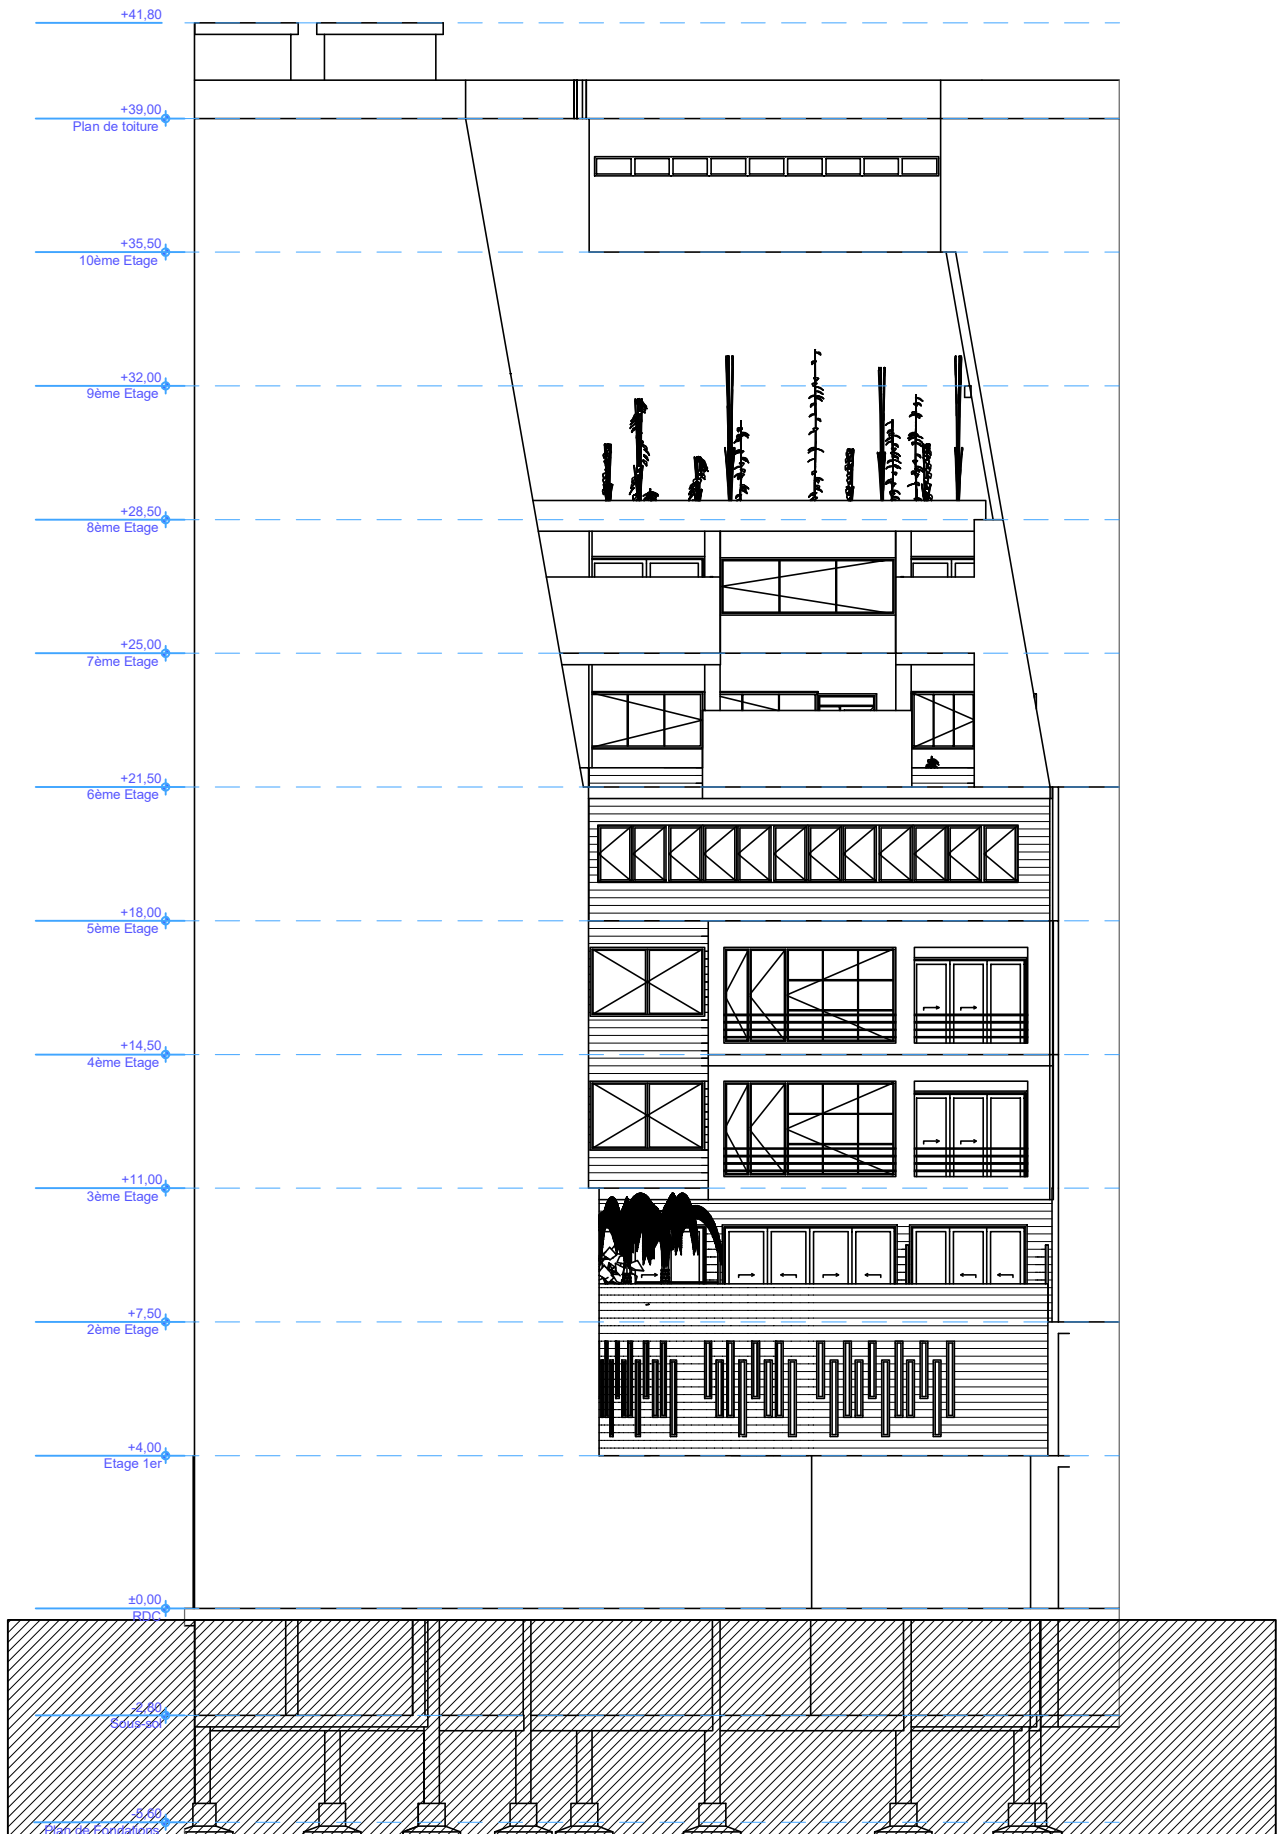 +41,80
+39,00
Plan de toiture
+35,50
10ème Etage
+32,00
9ème Etage
+28,50
8ème Etage
+25,00
7ème Etage
+21,50
6ème Etage
+18,00
5ème Etage
+14,50
4ème Etage
+11,00
3ème Etage
+7,50
2ème Etage
+4,00
Etage 1er
±0,00
RDC
-2,80
Sous-sol
-5,60
Plan de Fondations